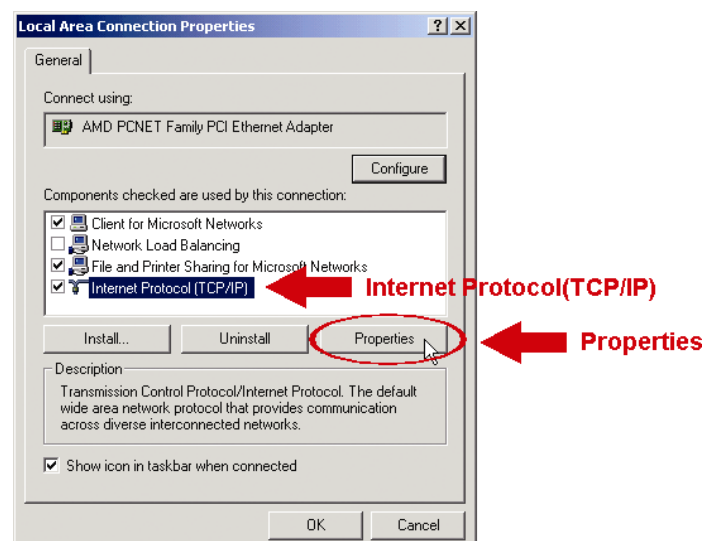 Local Area Connection Properties
General
Connect using:
AMD PCNET Family PCI Ethernet Adapter
Configure
Components checked are used by this connection:
Client for Microsoft Networks
Network Load Balancing
File and Printer Sharing for Microsoft Networks
Internet Protocol (TCP/IP)
Internet Protocol(TCP/IP)
Install... Uninstall Properties
Properties
Description
Transmission Control Protocol/Internet Protocol. The default
wide area network protocol that provides communication
across diverse interconnected networks.
Show icon in taskbar when connected
OK Cancel